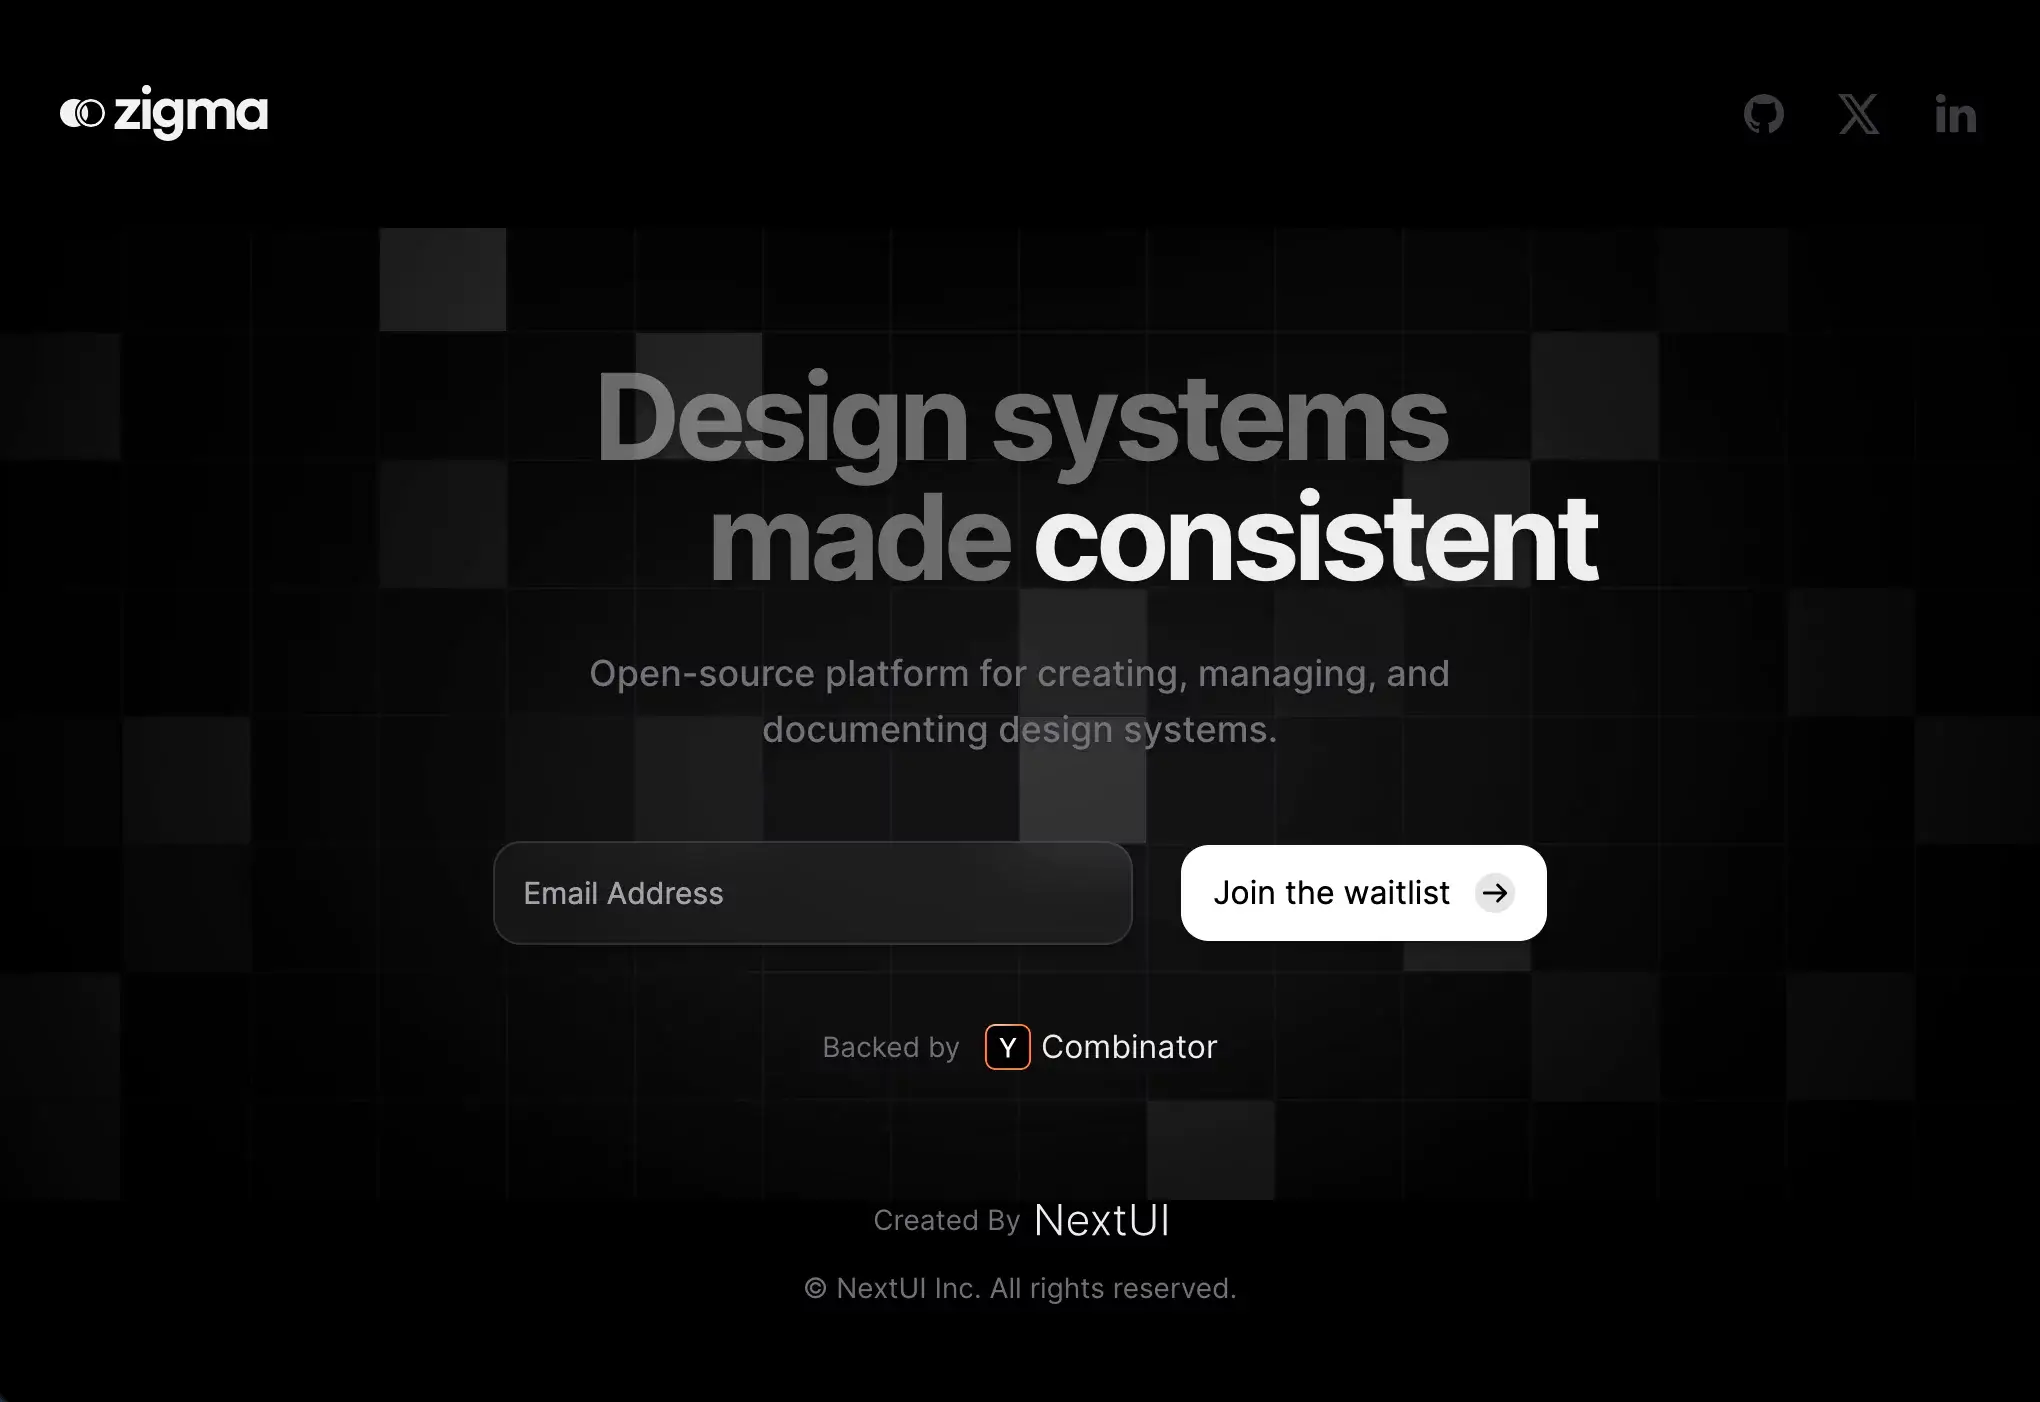 zigma
Design systems
made consistent
Open-source platform for creating, managing, and
documenting design systems.
Email Address
Join the waitlist
Backed by Y Combinator
Created By NextUI
© NextUI Inc. All rights reserved.